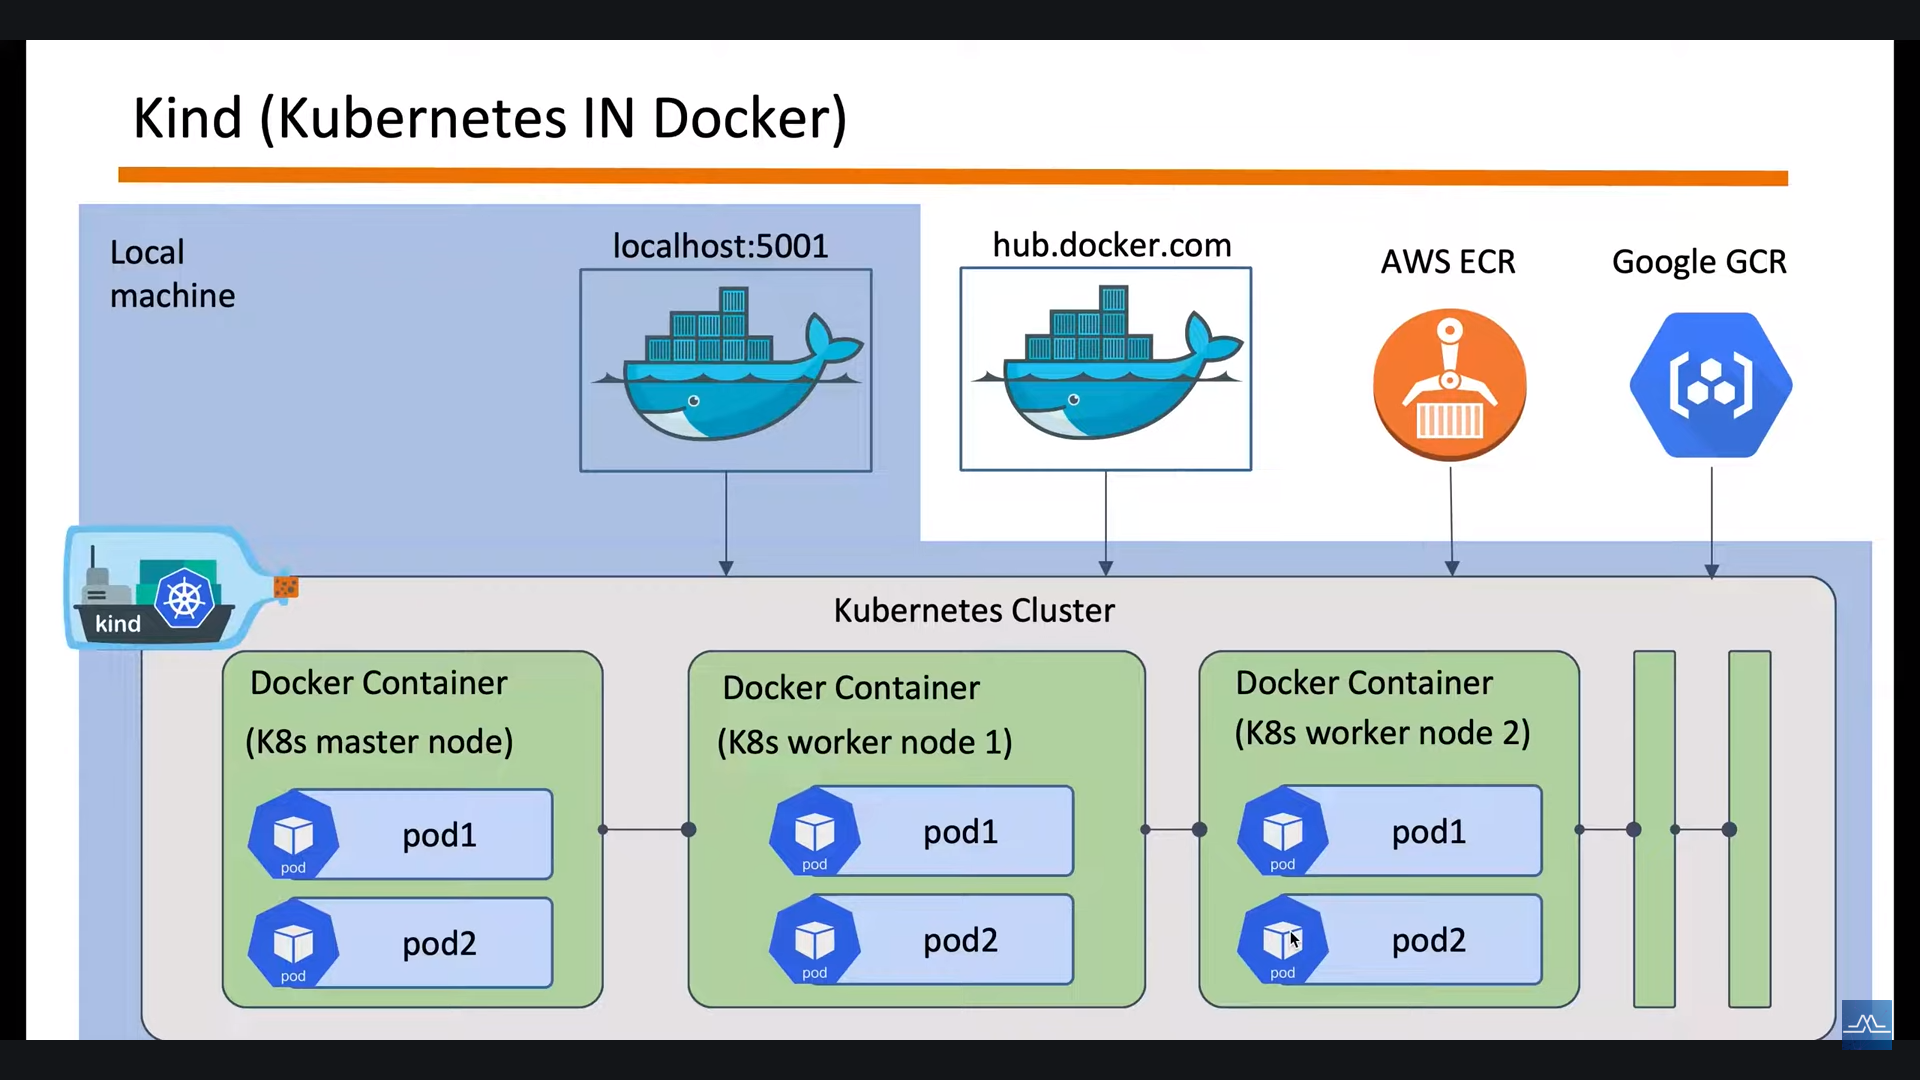 Kind (Kubernetes IN Docker)
Local
machine
localhost:5001
hub.docker.com
AWS ECR
Google GCR
kind
Kubernetes Cluster
Docker Container
(K8s master node)
pod
pod1
pod
pod2
Docker Container
(K8s worker node 1)
pod
pod1
pod
pod2
Docker Container
(K8s worker node 2)
pod
pod1
pod
pod2